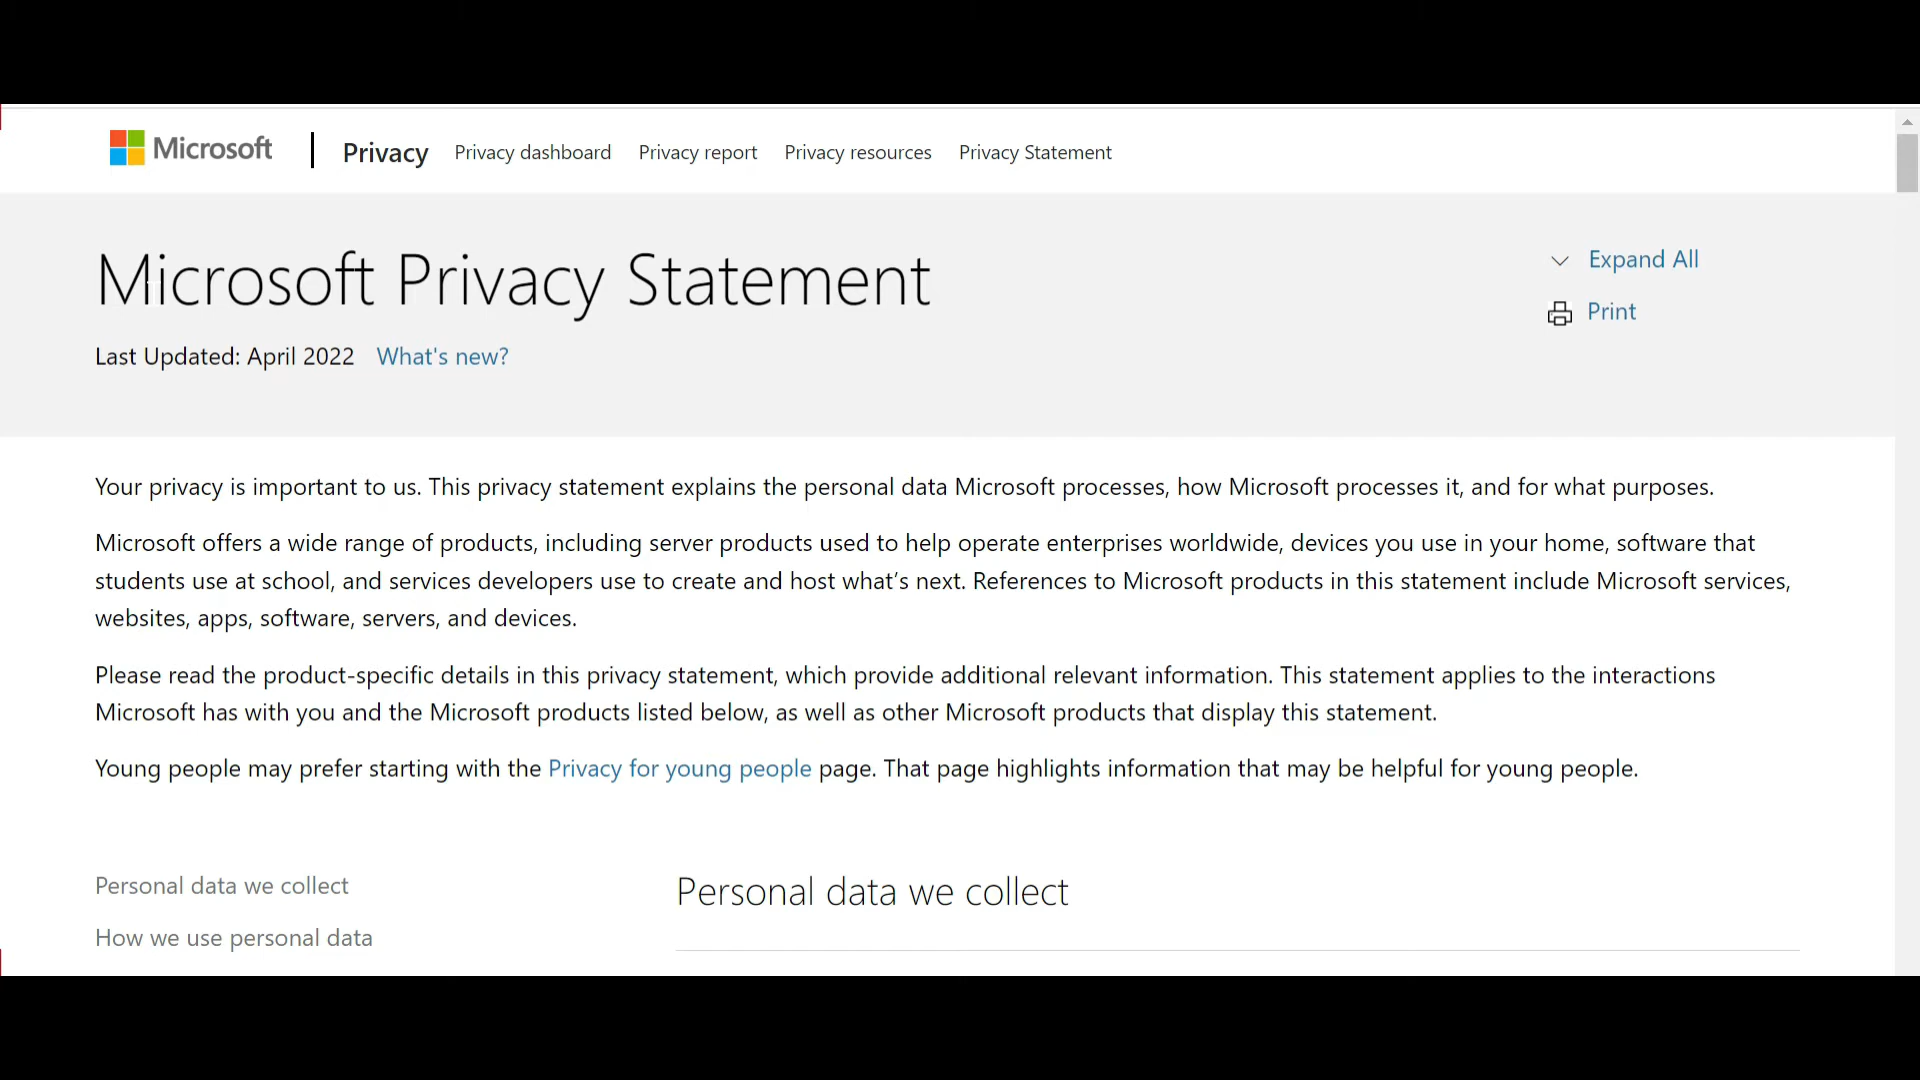 Microsoft | Privacy Privacy dashboard Privacy report Privacy resources Privacy Statement
Microsoft Privacy Statement
Expand All
Print
Last Updated: April 2022 What's new?
Your privacy is important to us. This privacy statement explains the personal data Microsoft processes, how Microsoft processes it, and for what purposes.
Microsoft offers a wide range of products, including server products used to help operate enterprises worldwide, devices you use in your home, software that
students use at school, and services developers use to create and host what’s next. References to Microsoft products in this statement include Microsoft services,
websites, apps, software, servers, and devices.
Please read the product-specific details in this privacy statement, which provide additional relevant information. This statement applies to the interactions
Microsoft has with you and the Microsoft products listed below, as well as other Microsoft products that display this statement.
Young people may prefer starting with the Privacy for young people page. That page highlights information that may be helpful for young people.
Personal data we collect
How we use personal data
Personal data we collect